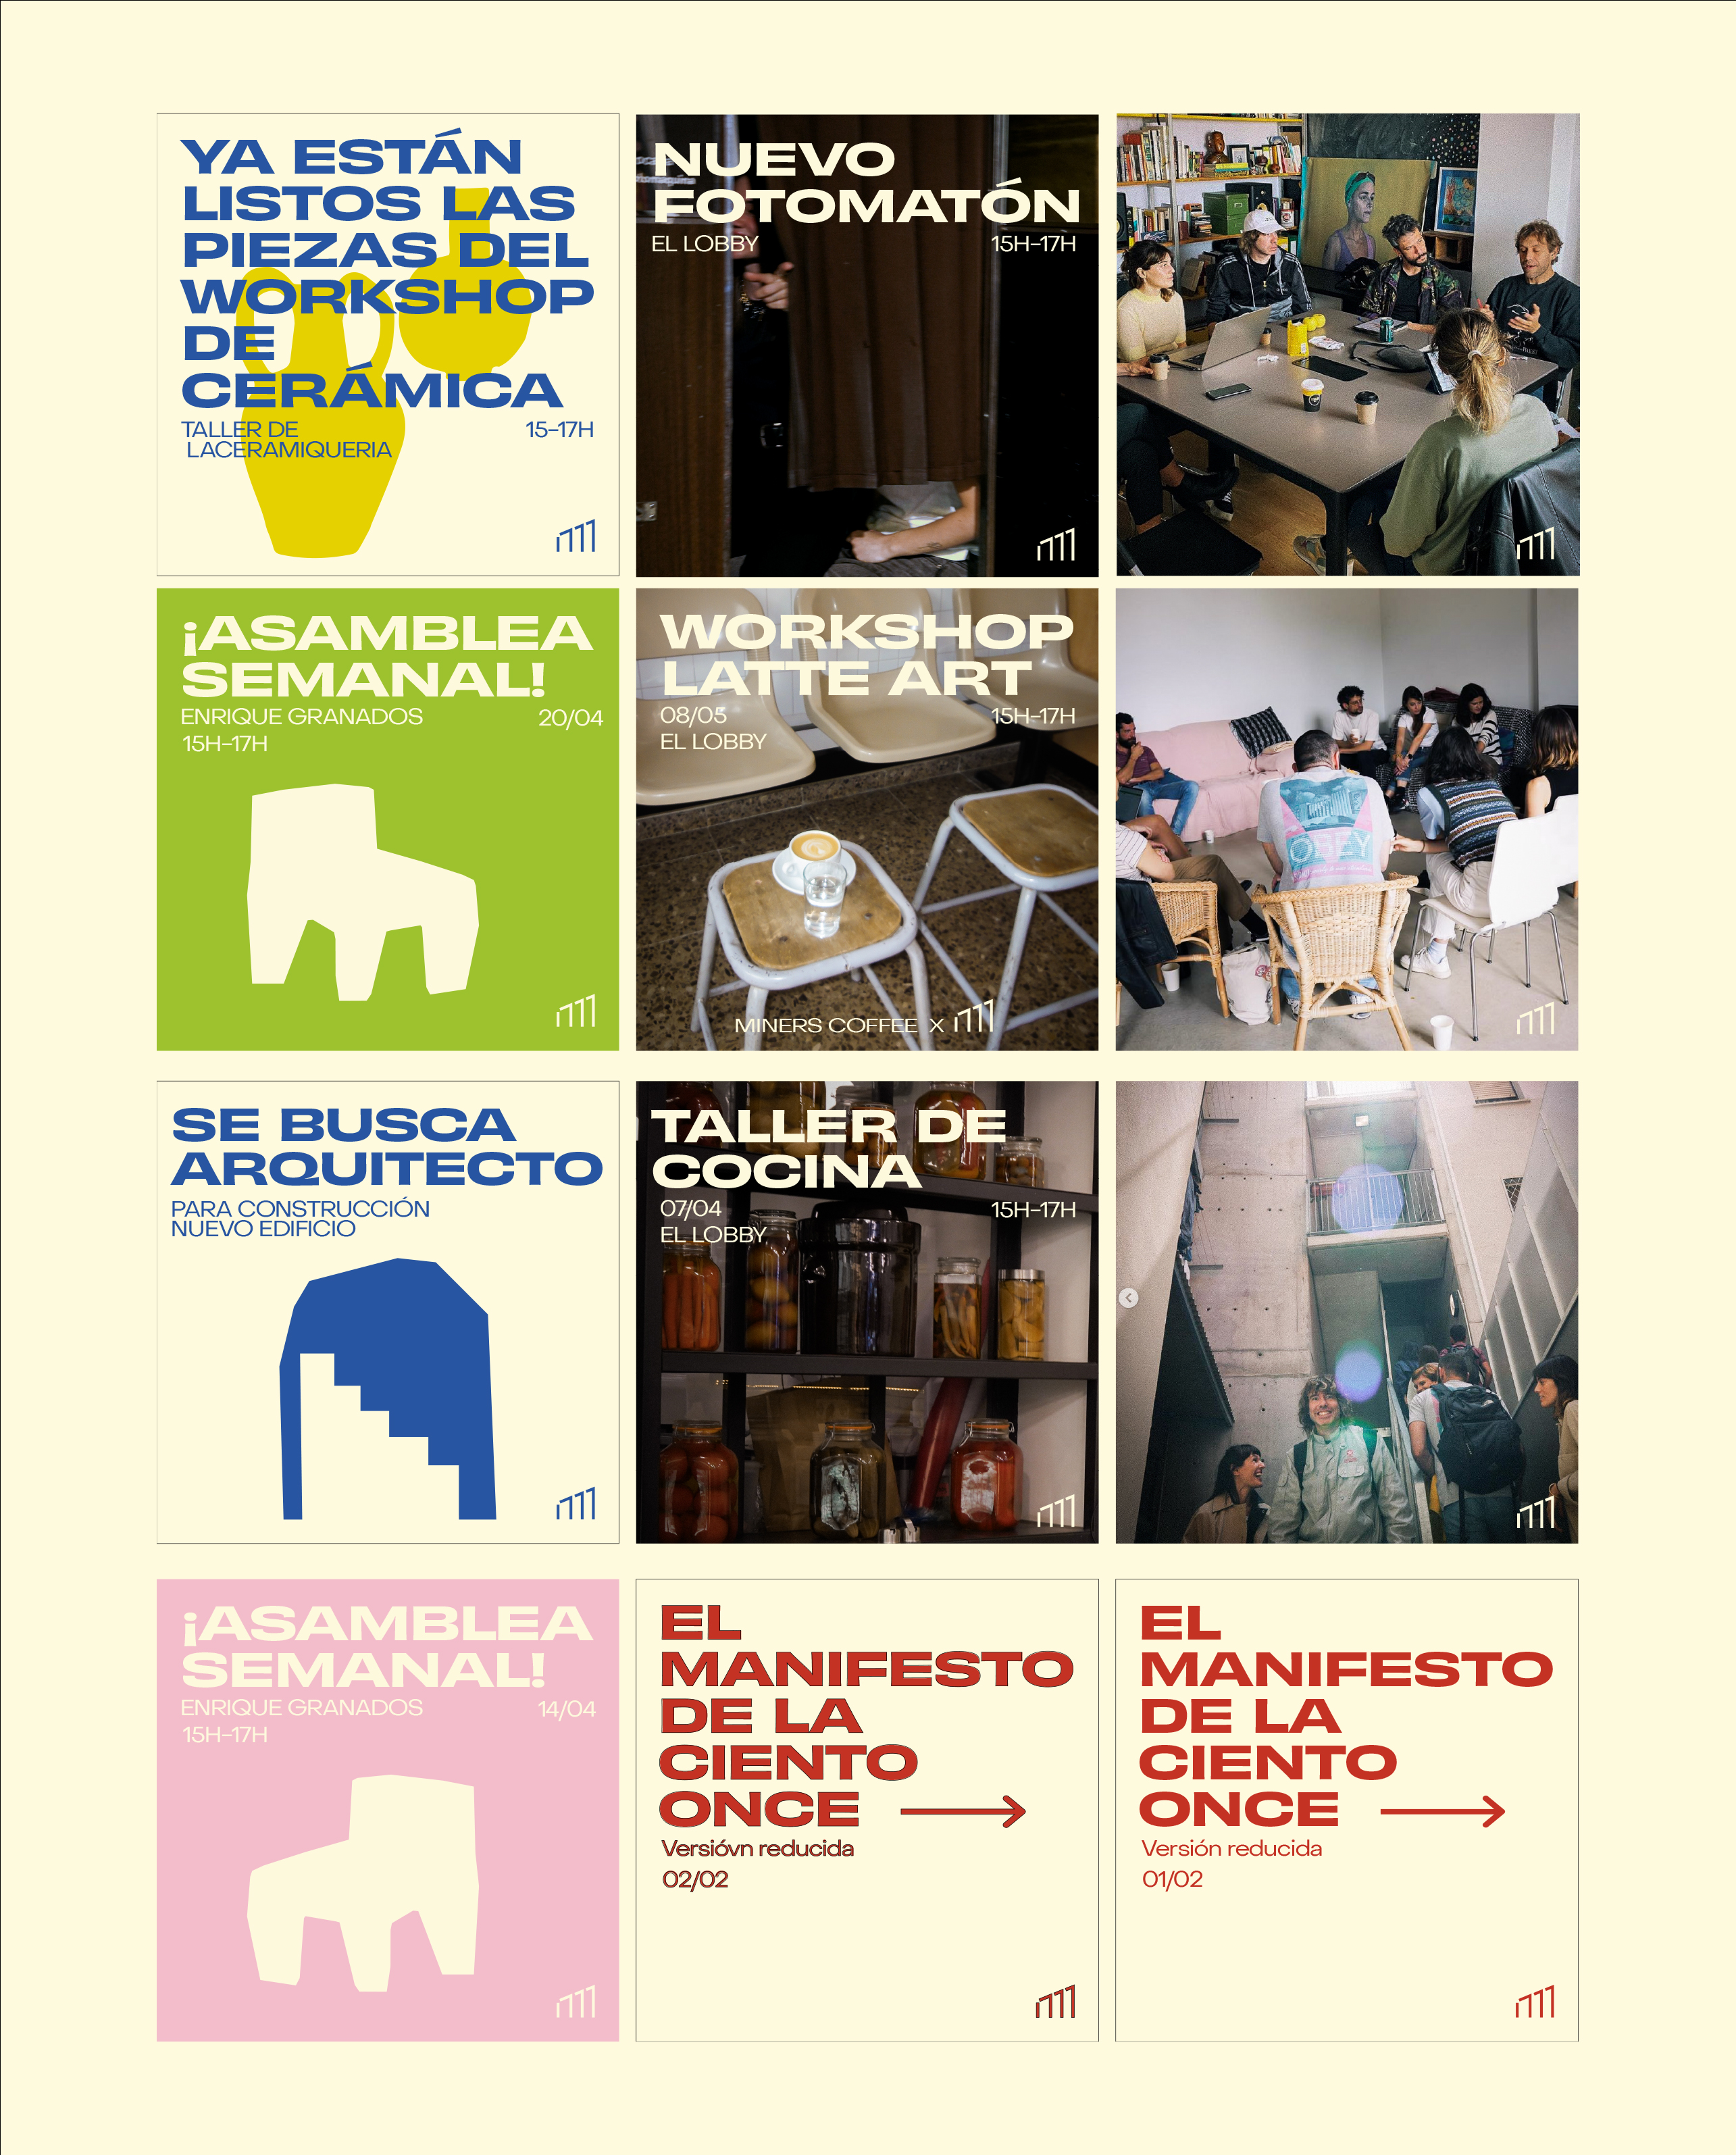 YA ESTÁN
LISTOS LAS
PIEZAS DEL
WORKSHOP
DE
CERÁMICA
TALLER DE
LACERAMIQUERIA
15-17H
NUEVO
FOTOMATÓN
EL LOBBY
15H-17H
¡ASAMBLEA
SEMANAL!
ENRIQUE GRANADOS
20/04
15H-17H
WORKSHOP
LATTE ART
08/05
15H-17H
EL LOBBY
MINERS COFFEE X
OBEY
SE BUSCA
ARQUITECTO
PARA CONSTRUCCIÓN
NUEVO EDIFICIO
TALLER DE
COCINA
07/04
15H-17H
EL LOBBY
¡ASAMBLEA
SEMANAL!
ENRIQUE GRANADOS
14/04
15H-17H
EL
MANIFESTO
DE LA
CIENTO
ONCE
Versióvn reducida
02/02
EL
MANIFESTO
DE LA
CIENTO
ONCE
Versión reducida
01/02